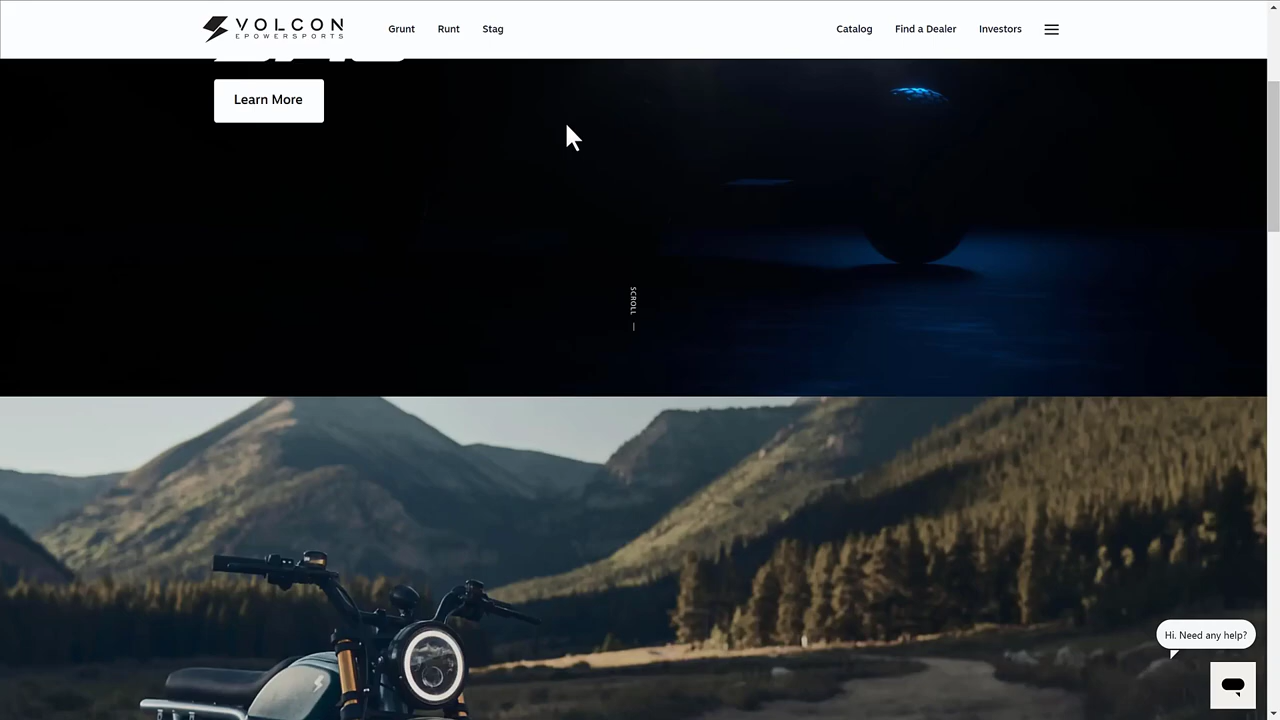 VOLCON
EPOWERSPORTS
Grunt
Runt
Stag
Catalog
Find a Dealer
Investors
Learn More
SCROLL
Hi. Need any help?